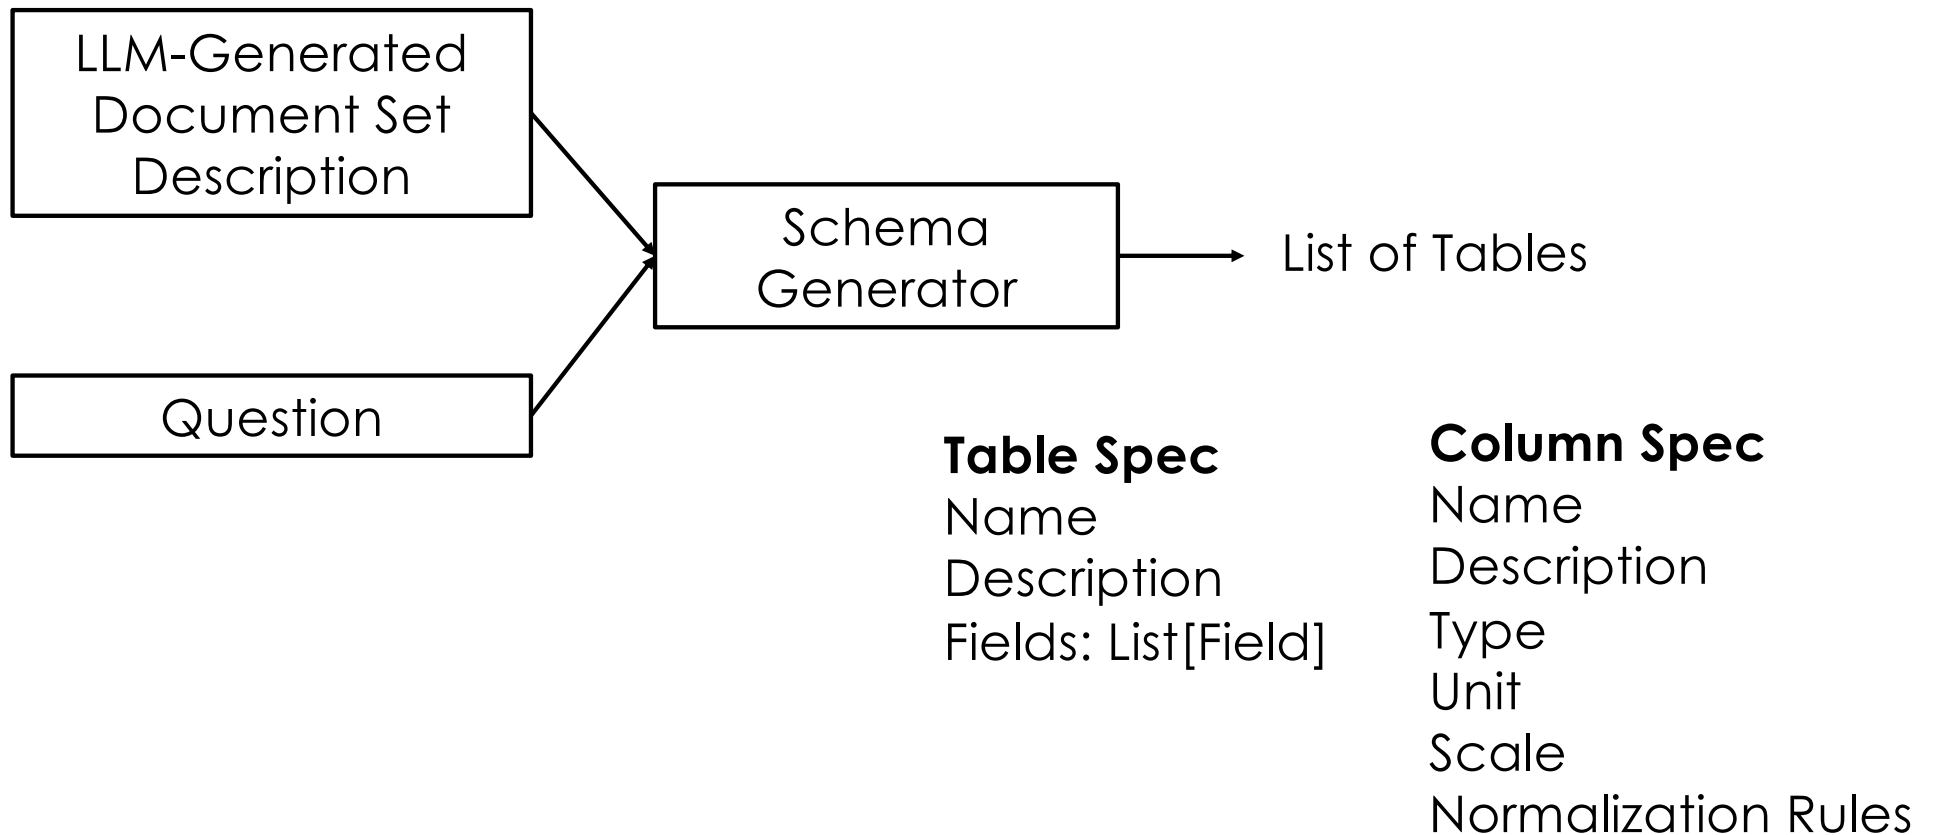 LLM-Generated
Document Set
Description
Question
Schema
Generator
List of Tables
Table Spec
Name
Description
Fields: List[Field]
Column Spec
Name
Description
Type
Unit
Scale
Normalization Rules